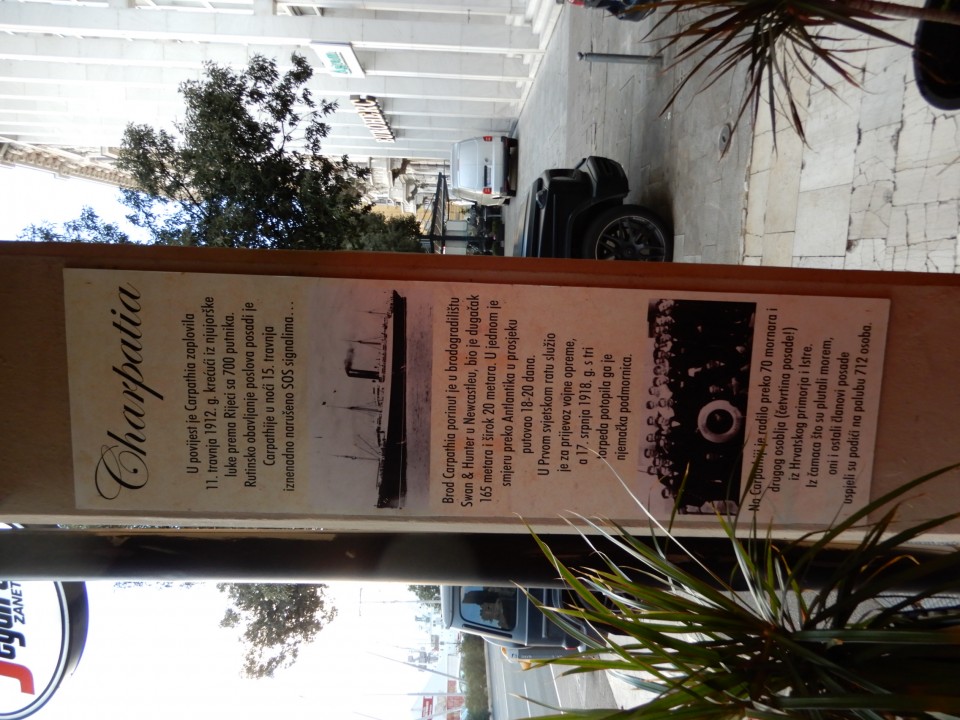 Charpatia
U povijest je Carpathia zaplovila
11. travnja 1912. g. krećući iz njujorške
luke prema Rijeci sa 700 putnika.
Rutinsko obavljanje poslova posadi je
Carpathije u noći 15. travnja
iznenadno narušeno SOS signalima...
Brod Carpathia porinut je u brodogradilištu
Swan & Hunter u Newcastleu, bio je dugačak
165 metara i širok 20 metara. U jednom je
smjeru preko Antlantika u prosjeku
putovao 18-20 dana.
U Prvom svjetskom ratu služio
je za prijevoz vojne opreme,
a 17. srpnja 1918. g. s tri
torpeda potopila ga je
njemačka podmornica.
Na Carpathiji je radilo preko 70 mornara i
drugog osoblja (četvrtina posade!)
iz Hrvatskog primorja i Istre.
Iz čamaca što su plutali morem,
oni i ostali članovi posade
uspjeli su podići na palubu 712 osoba.
ZANET